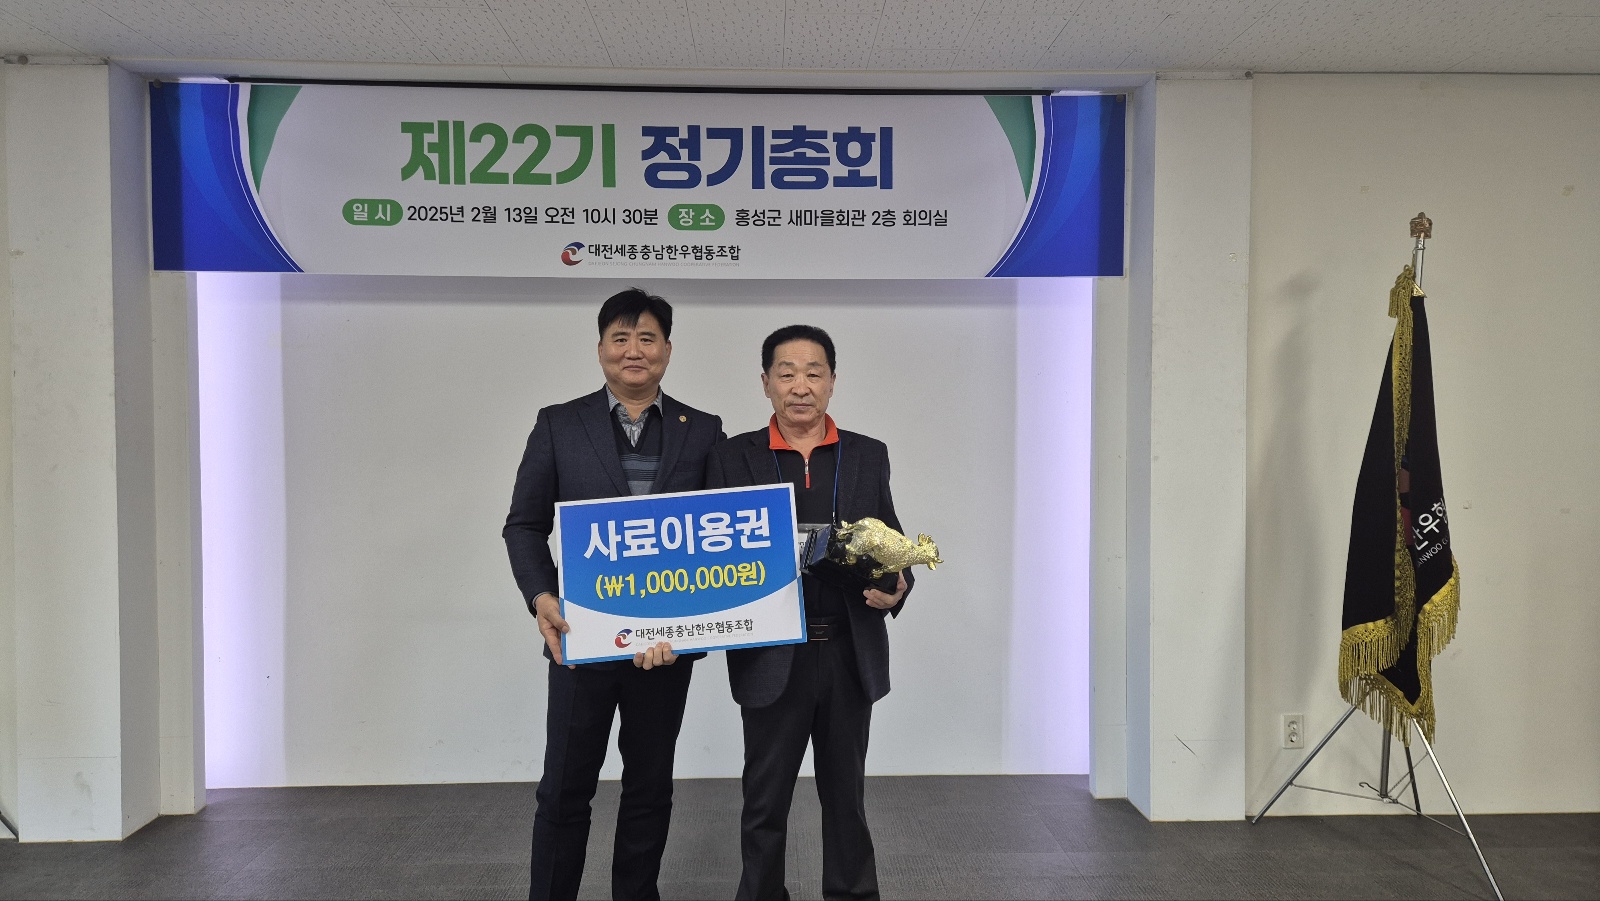 제22기 정기총회
일 시 2025년 2월 13일 오전 10시 30분 장 소 홍성군 새마을회관 2층 회의실
대전세종충남한우협동조합
사료이용권
(₩1,000,000원)
대전세종충남한우협동조합